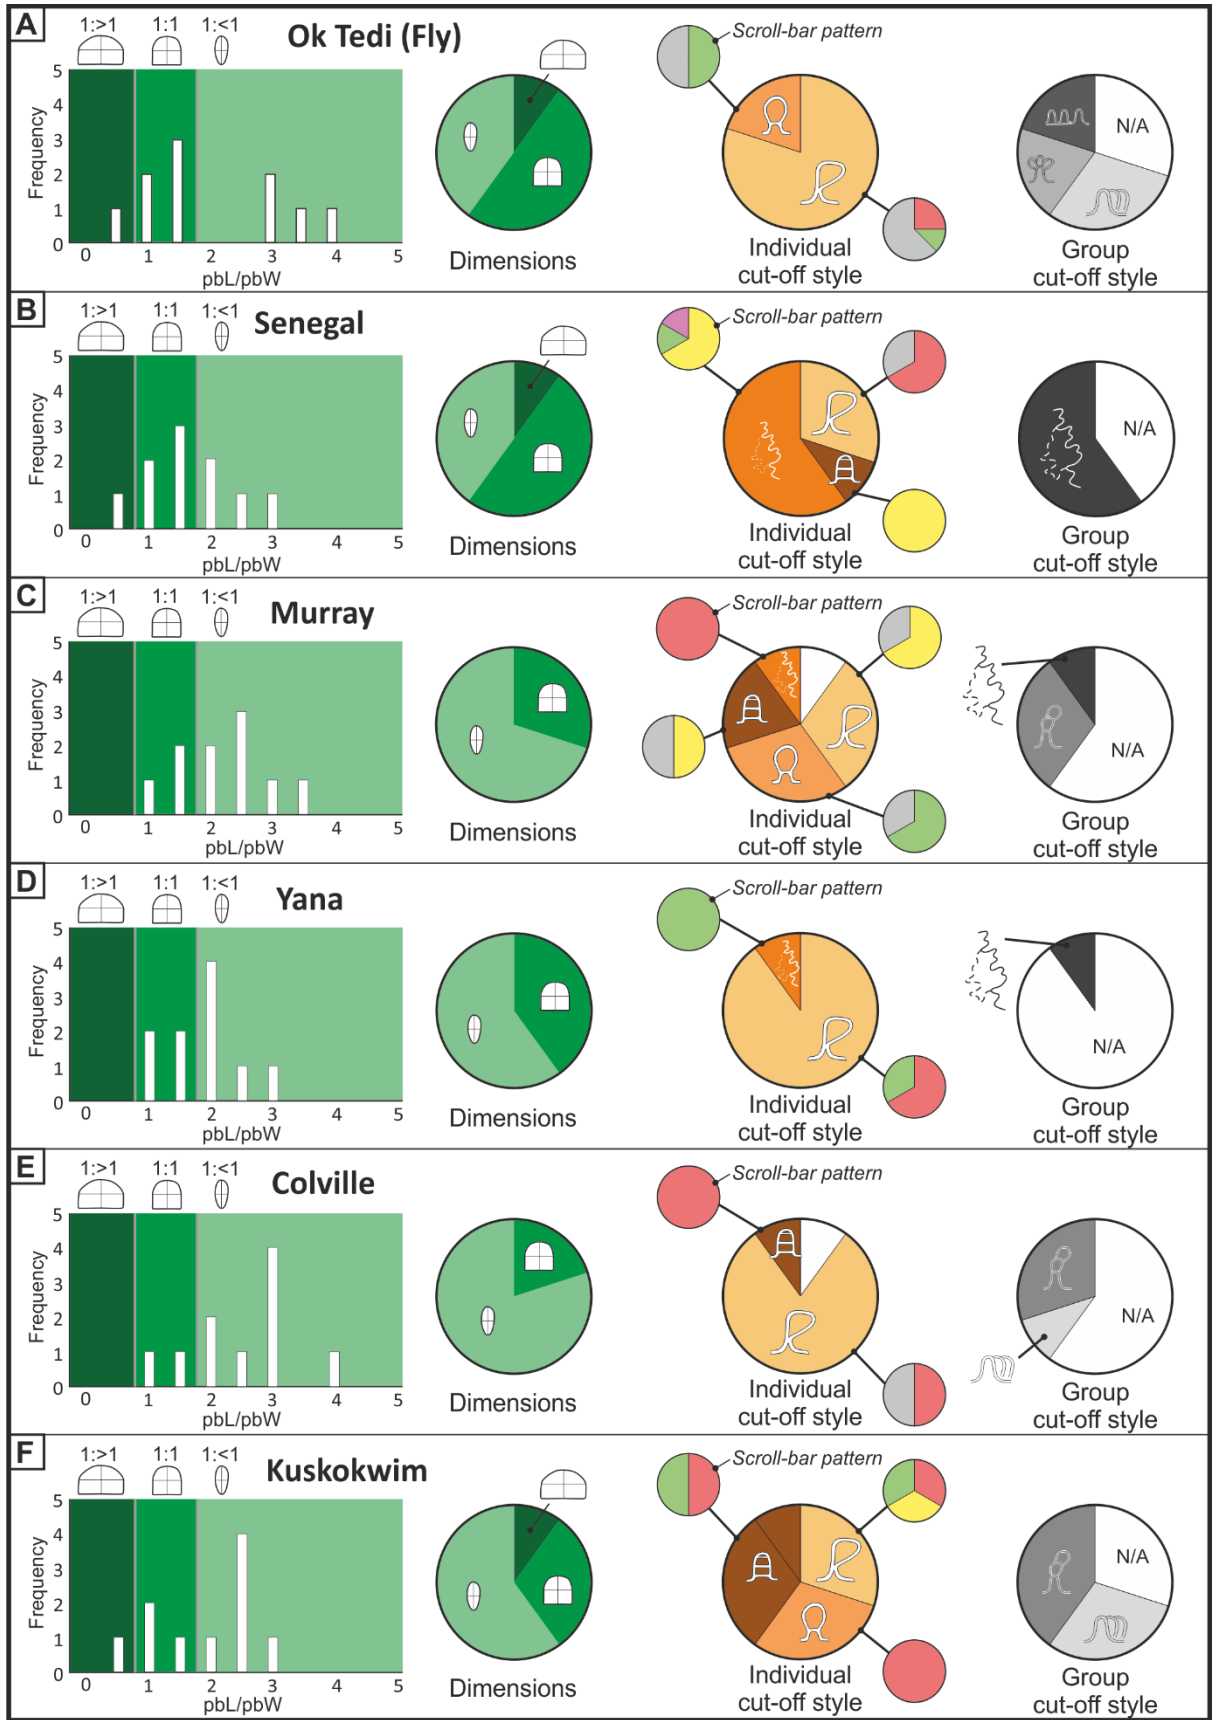 A
1:>1 1:1 1:<1
Ok Tedi (Fly)
Scroll-bar pattern
5
4
3
2
1
0
Frequency
0 1 2 3 4 5
pbL/pbW
Dimensions
Individual
cut-off style
N/A
Group
cut-off style
B
1:>1 1:1 1:<1
Senegal
Scroll-bar pattern
5
4
3
2
1
0
Frequency
0 1 2 3 4 5
pbL/pbW
Dimensions
Individual
cut-off style
N/A
Group
cut-off style
C
1:>1 1:1 1:<1
Murray
Scroll-bar pattern
5
4
3
2
1
0
Frequency
0 1 2 3 4 5
pbL/pbW
Dimensions
Individual
cut-off style
N/A
Group
cut-off style
D
1:>1 1:1 1:<1
Yana
Scroll-bar pattern
5
4
3
2
1
0
Frequency
0 1 2 3 4 5
pbL/pbW
Dimensions
Individual
cut-off style
N/A
Group
cut-off style
E
1:>1 1:1 1:<1
Colville
Scroll-bar pattern
5
4
3
2
1
0
Frequency
0 1 2 3 4 5
pbL/pbW
Dimensions
Individual
cut-off style
N/A
Group
cut-off style
F
1:>1 1:1 1:<1
Kuskokwim
Scroll-bar pattern
5
4
3
2
1
0
Frequency
0 1 2 3 4 5
pbL/pbW
Dimensions
Individual
cut-off style
N/A
Group
cut-off style